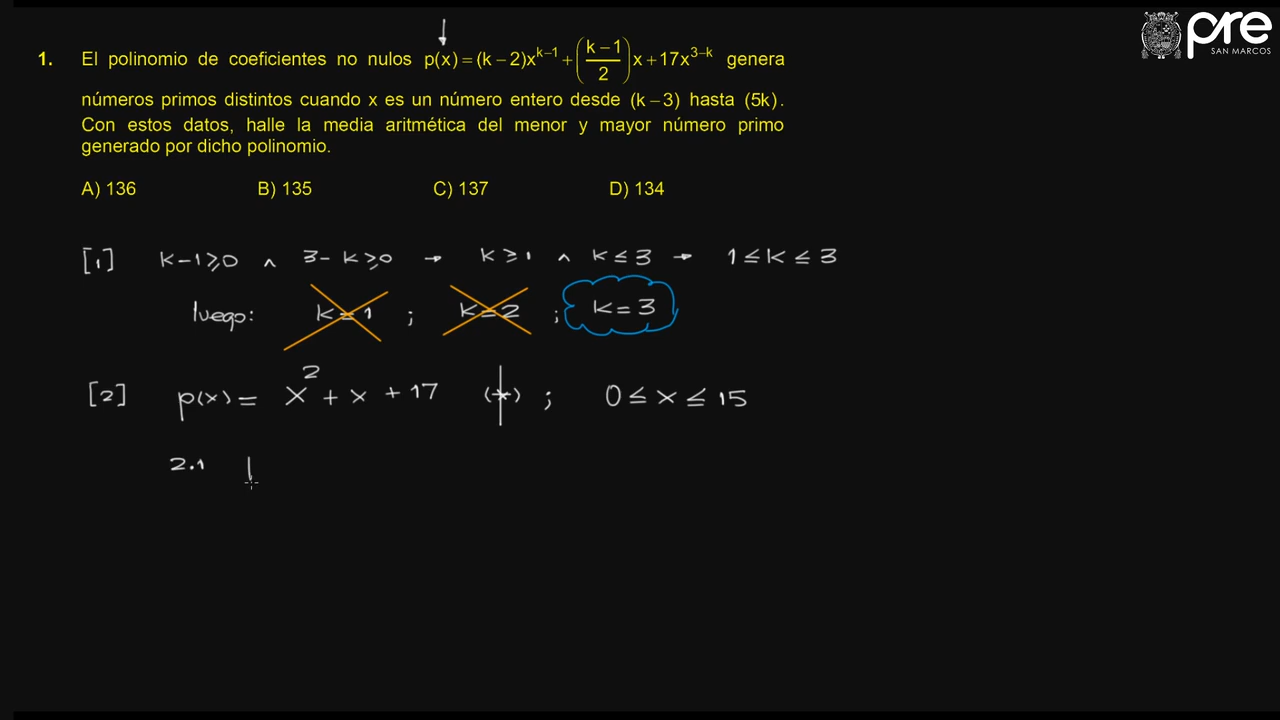 pre
SAN MARCOS
1. El polinomio de coeficientes no nulos p(x)=(k−2)x^{k−1}+((k−1)/2)x+17x^{3−k} genera
números primos distintos cuando x es un número entero desde (k−3) hasta (5k).
Con estos datos, halle la media aritmética del menor y mayor número primo
generado por dicho polinomio.
A) 136 B) 135 C) 137 D) 134
[1] k−1≥0 ∧ 3−k≥0 → k≥1 ∧ k≤3 → 1≤k≤3
luego: k=1 ; k=2 ; k=3
[2] p(x)= x^2+x+17 (*) ; 0≤x≤15
2.1